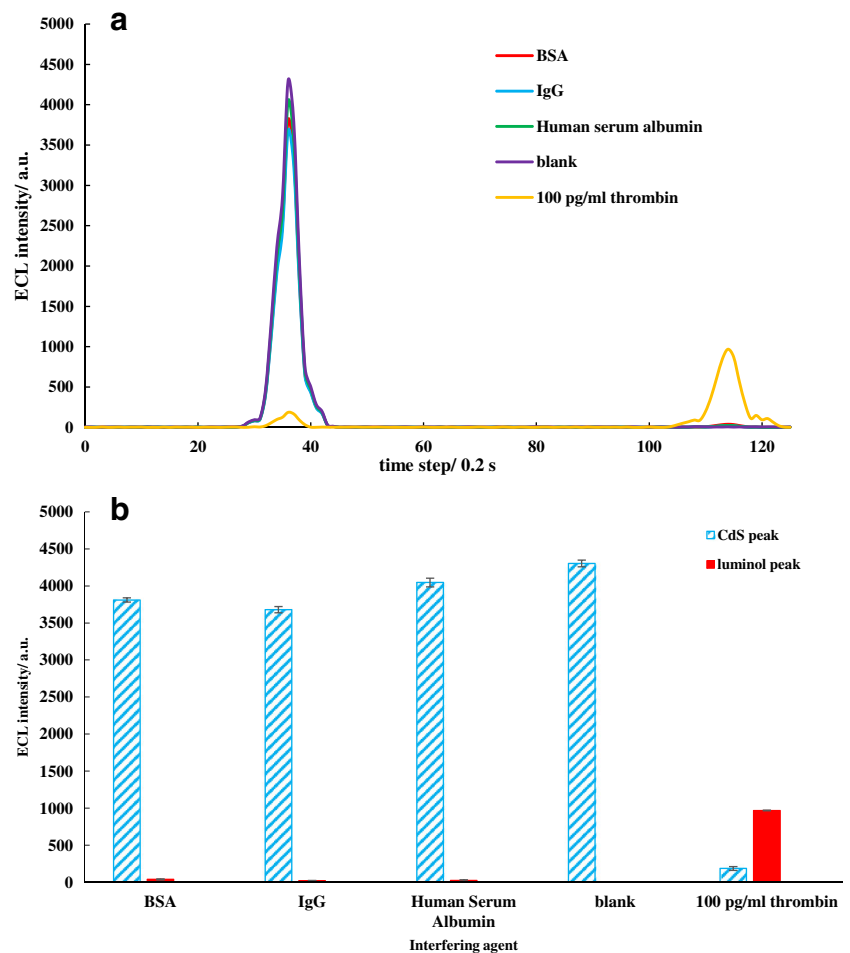 a
5000
4500
4000
3500
3000
2500
2000
1500
1000
500
0
ECL intensity/ a.u.
BSA
IgG
Human serum albumin
blank
100 pg/ml thrombin
0 20 40 60 80 100 120
time step/ 0.2 s
b
5000
4500
4000
3500
3000
2500
2000
1500
1000
500
0
ECL intensity/ a.u.
CdS peak
luminol peak
BSA IgG Human Serum blank 100 pg/ml thrombin
Albumin
Interfering agent